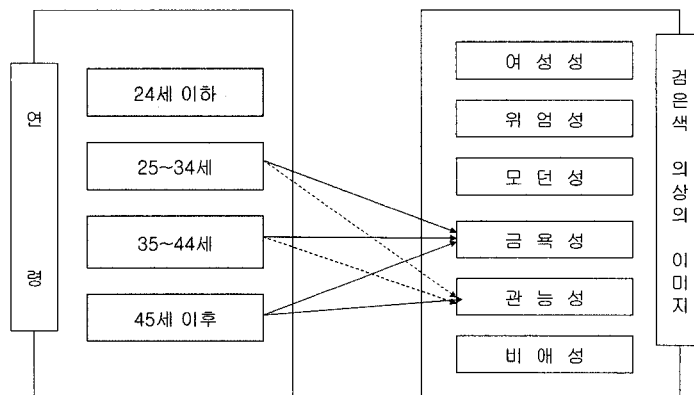 연령
24세 이하
25~34세
35~44세
45세 이후
여 성 성
위 엄 성
모 던 성
금 욕 성
관 능 성
비 애 성
검은색 의상의 이미지